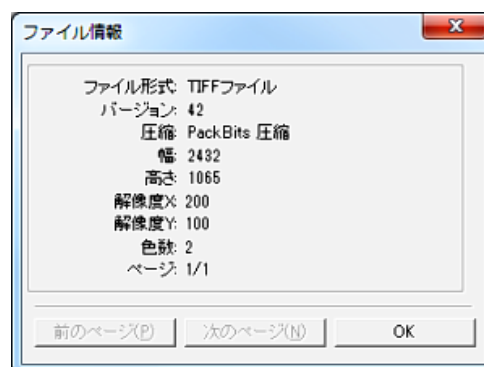 ファイル情報
ファイル形式: TIFFファイル
バージョン: 42
圧縮: PackBits 圧縮
幅: 2432
高さ: 1065
解像度X: 200
解像度Y: 100
色数: 2
ページ: 1/1
前のページ(P) 次のページ(N) OK